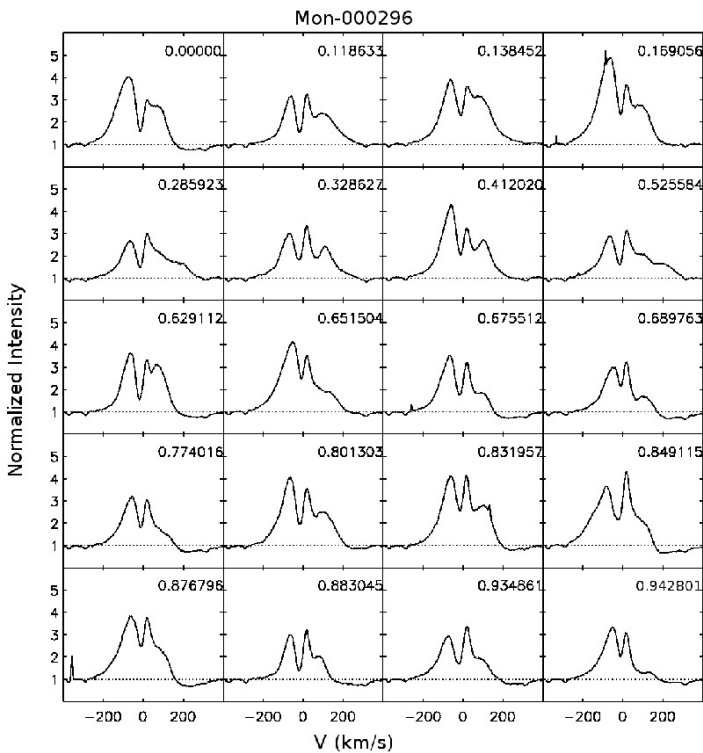 Mon-000296
0.00000 0.118633 0.138452 0.169056
5 4 3 2 1
0.285923 0.328627 0.412020 0.525584
5 4 3 2 1
0.629112 0.651504 0.675512 0.689763
5 4 3 2 1
0.774016 0.801303 0.831957 0.849115
5 4 3 2 1
0.876796 0.883045 0.934861 0.942801
5 4 3 2 1
−200 0 200 −200 0 200 −200 0 200 −200 0 200
V (km/s)
Normalized Intensity